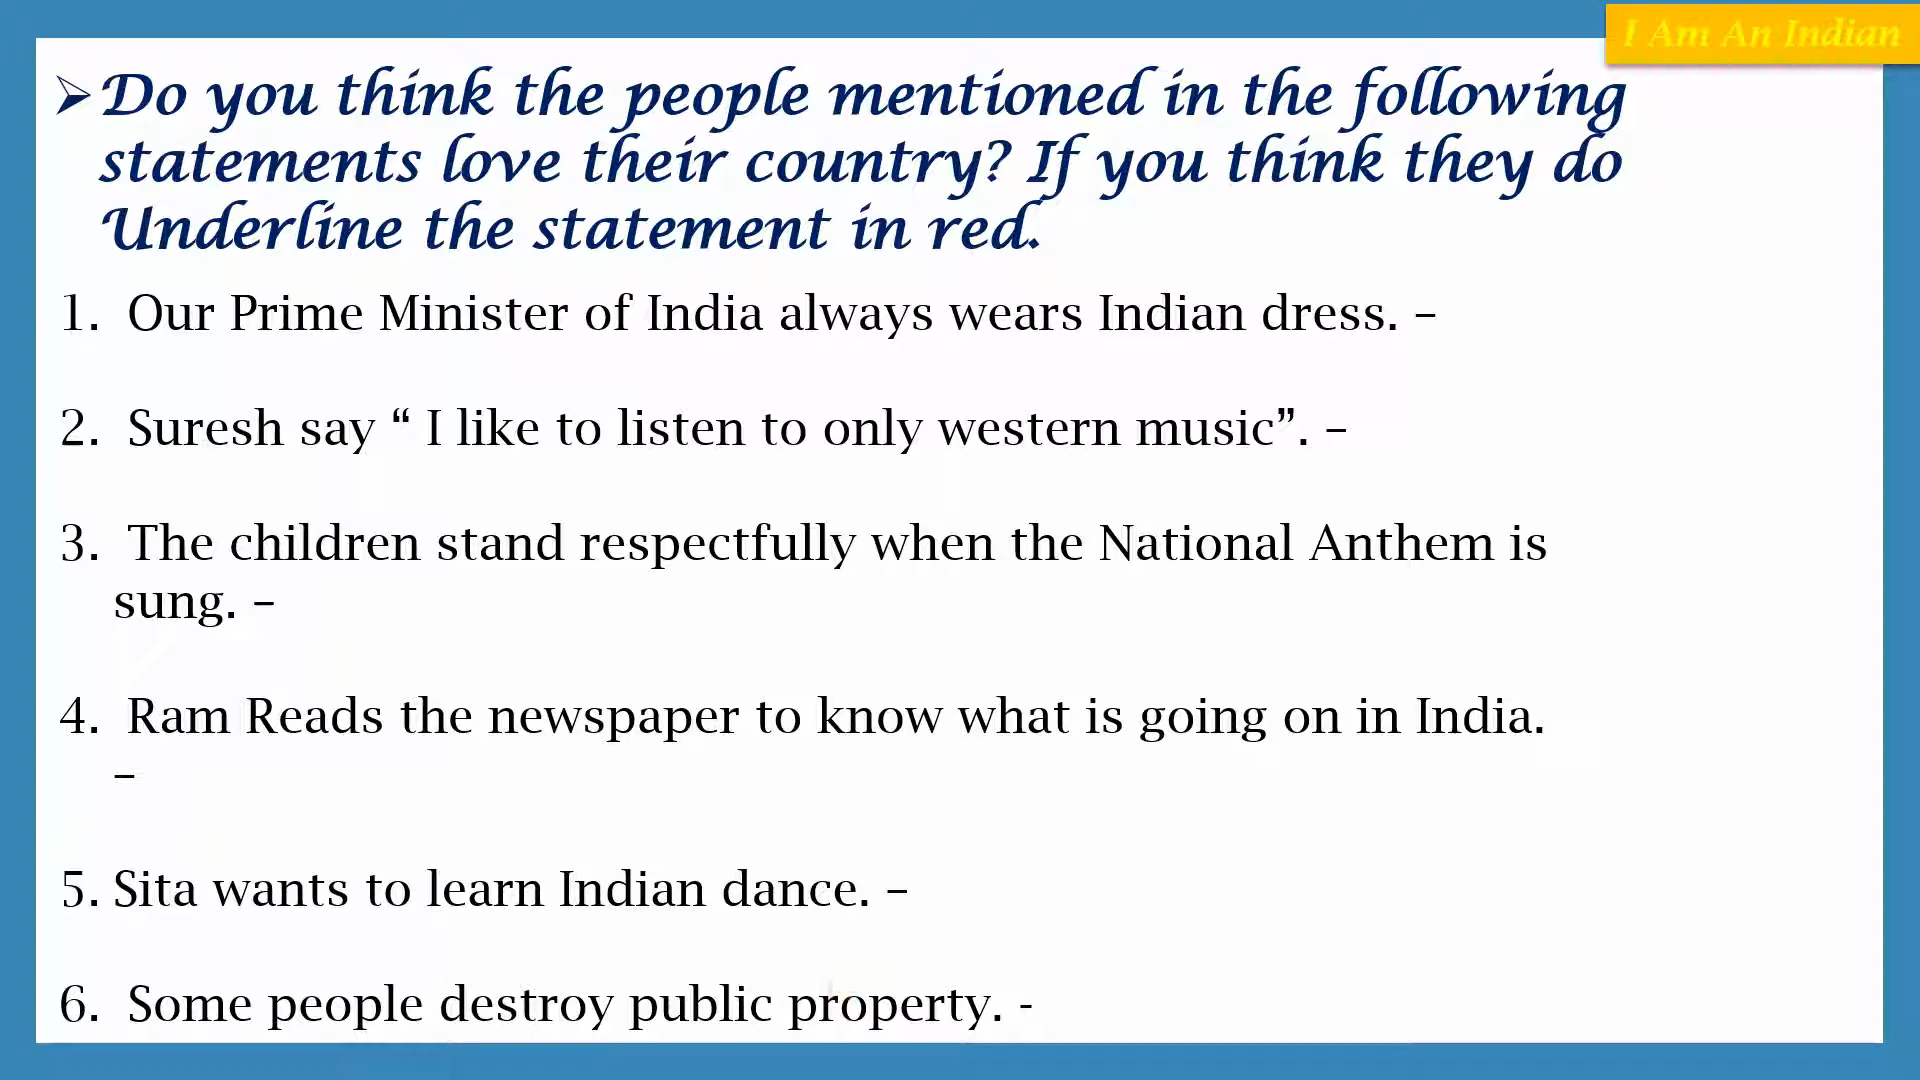 I Am An Indian
➢Do you think the people mentioned in the following
statements love their country? If you think they do
Underline the statement in red.
1. Our Prime Minister of India always wears Indian dress. –
2. Suresh say “ I like to listen to only western music”. –
3. The children stand respectfully when the National Anthem is
sung. –
4. Ram Reads the newspaper to know what is going on in India.
–
5. Sita wants to learn Indian dance. –
6. Some people destroy public property. -